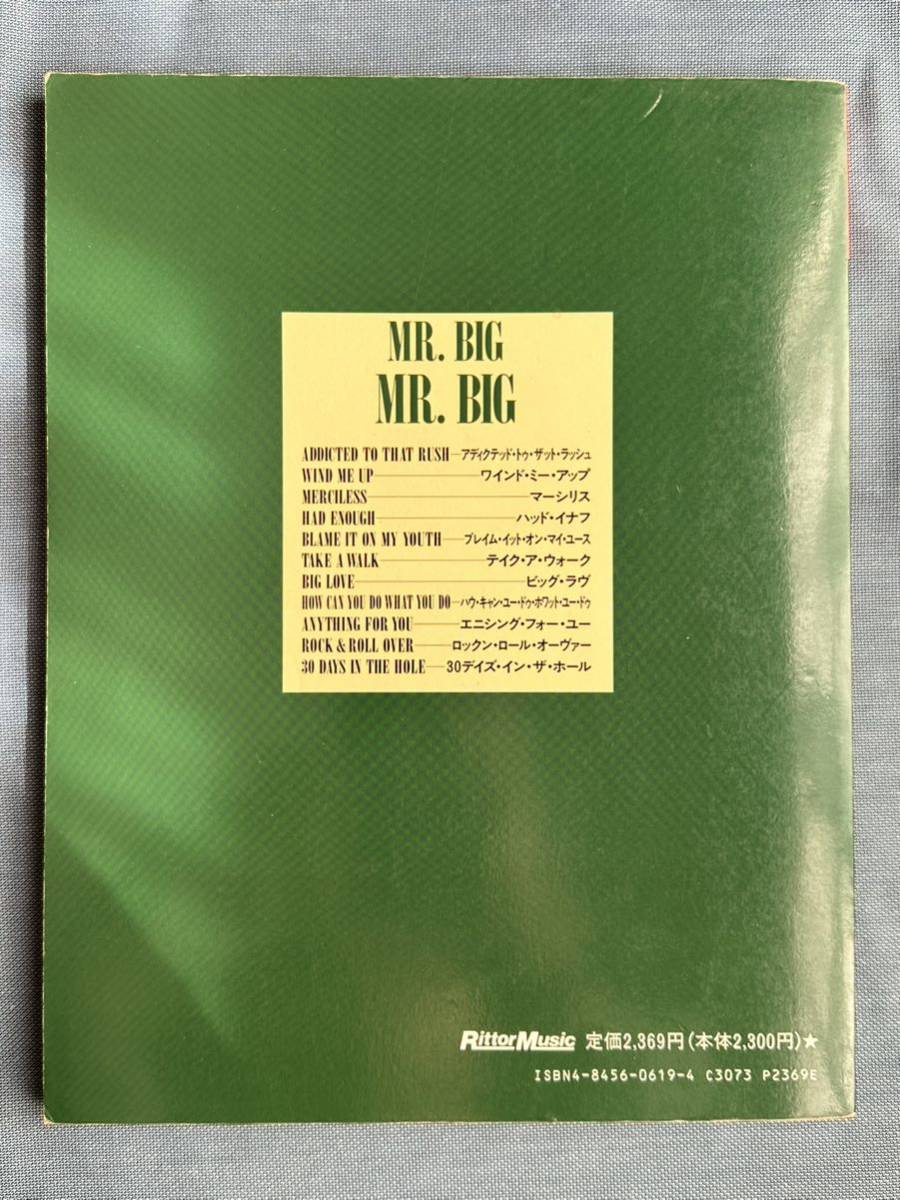 MR. BIG
MR. BIG
ADDICTED TO THAT RUSH—アディクテッド・トゥ・ザット・ラッシュ
WIND ME UP—ワインド・ミー・アップ
MERCILESS—マーシリス
HAD ENOUGH—ハッド・イナフ
BLAME IT ON MY YOUTH—ブレイム・イット・オン・マイ・ユース
TAKE A WALK—テイク・ア・ウォーク
BIG LOVE—ビッグ・ラヴ
HOW CAN YOU DO WHAT YOU DO—ハウ・キャン・ユー・ドゥ・ホワット・ユー・ドゥ
ANYTHING FOR YOU—エニシング・フォー・ユー
ROCK & ROLL OVER—ロックン・ロール・オーヴァー
30 DAYS IN THE HOLE—30デイズ・イン・ザ・ホール
RittorMusic 定価2,369円(本体2,300円)★
ISBN4-8456-0619-4 C3073 P2369E